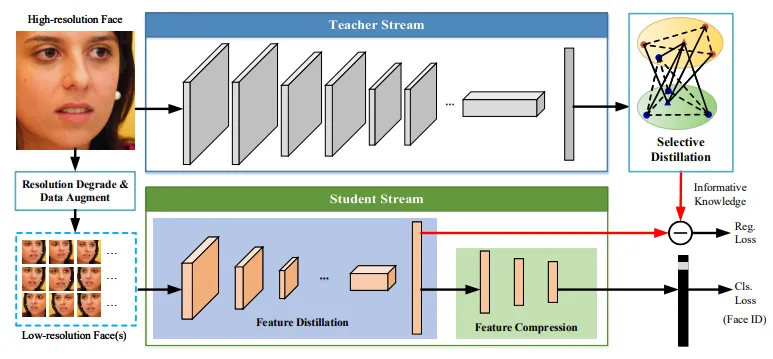 High-resolution Face
Teacher Stream
...
Selective
Distillation
Resolution Degrade &
Data Augment
Student Stream
Informative
Knowledge
Reg.
Loss
...
...
...
...
Feature Distillation
Feature Compression
Cls.
Loss
(Face ID)
Low-resolution Face(s)